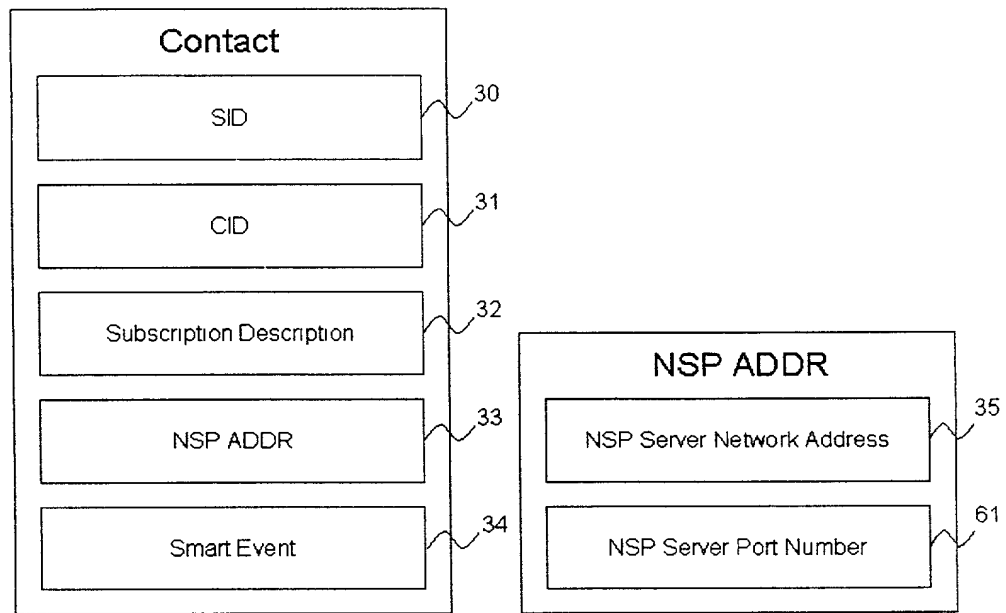 Contact
SID
30
CID
31
Subscription Description
32
NSP ADDR
33
Smart Event
34
NSP ADDR
NSP Server Network Address
35
NSP Server Port Number
61